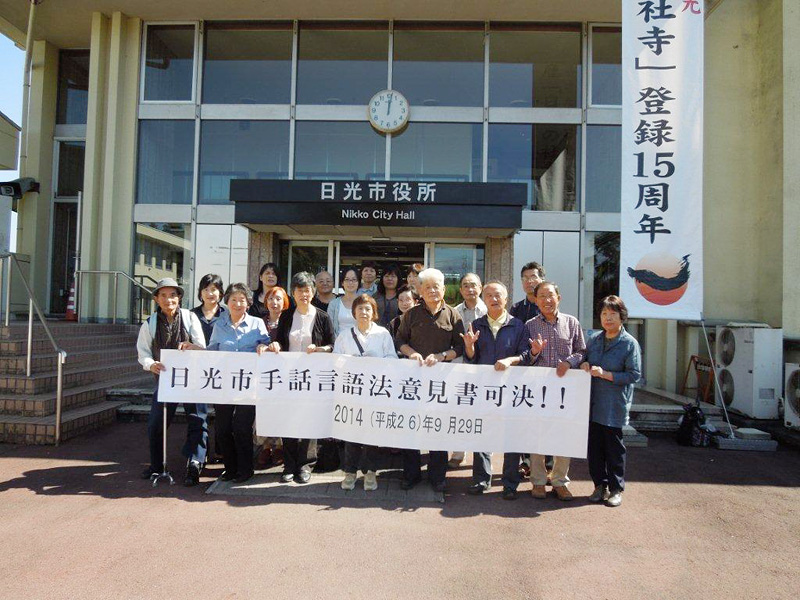 日光市役所
Nikko City Hall
社寺」登録15周年
日光市手話言語法意見書可決!!
2014(平成26)年9月29日